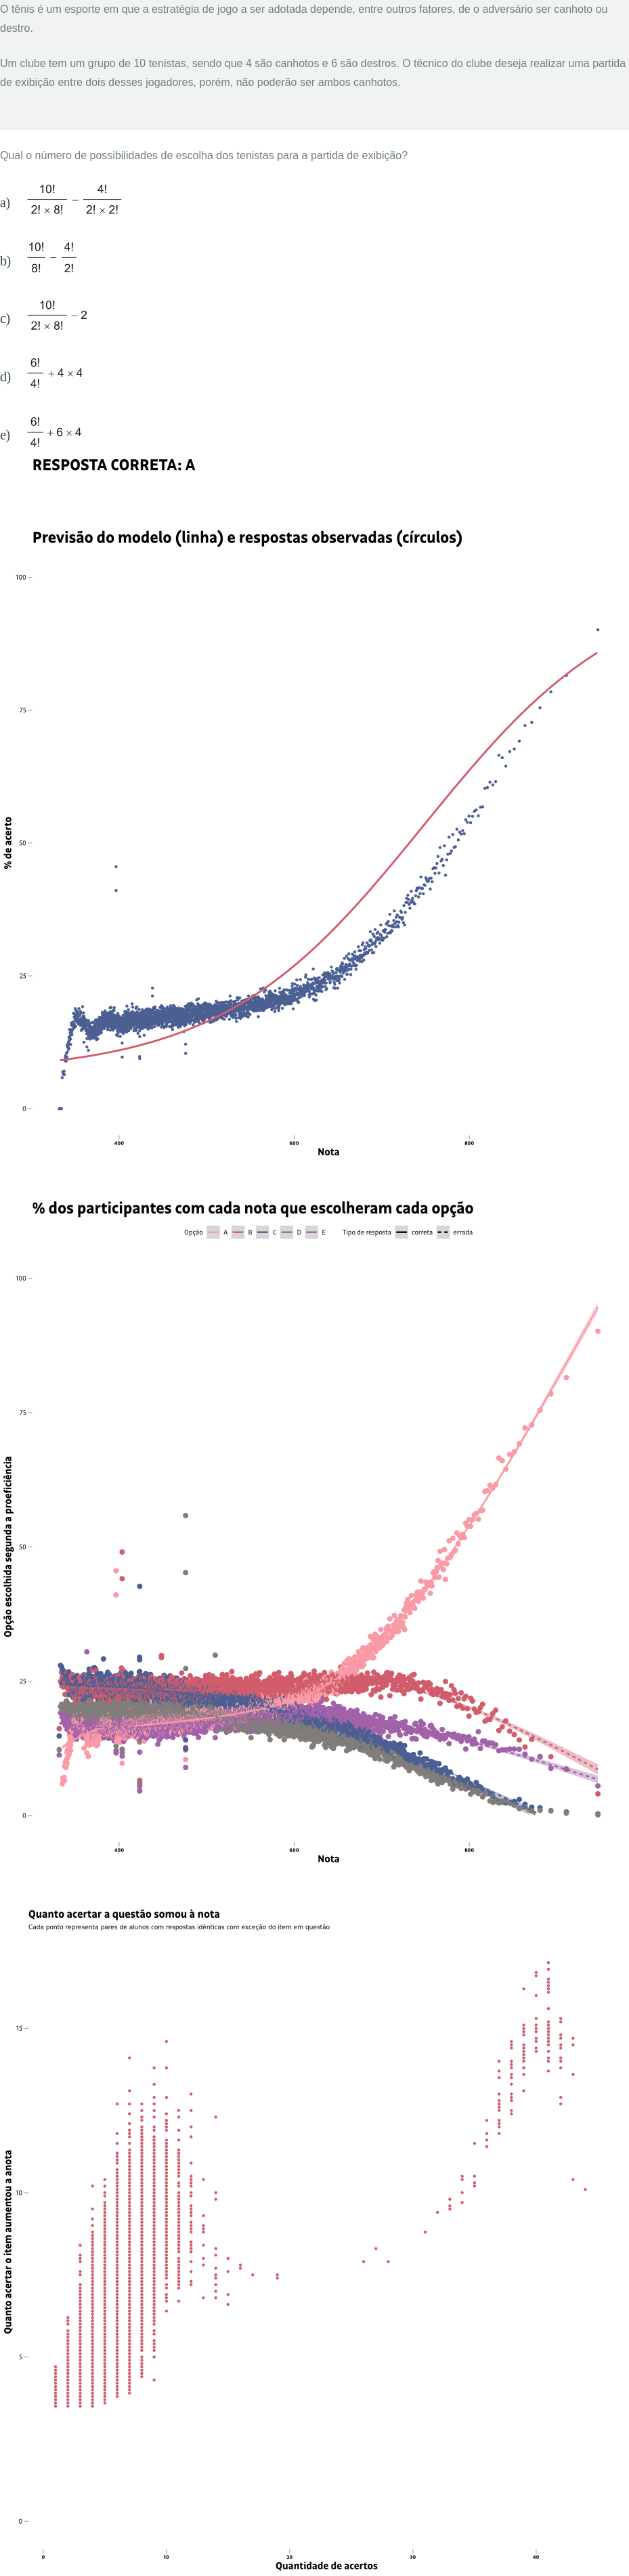 O tênis é um esporte em que a estratégia de jogo a ser adotada depende, entre outros fatores, de o adversário ser canhoto ou
destro.
Um clube tem um grupo de 10 tenistas, sendo que 4 são canhotos e 6 são destros. O técnico do clube deseja realizar uma partida
de exibição entre dois desses jogadores, porém, não poderão ser ambos canhotos.
Qual o número de possibilidades de escolha dos tenistas para a partida de exibição?
a) 10!/(2! × 8!) − 4!/(2! × 2!)
b) 10!/8! − 4!/2!
c) 10!/(2! × 8!) − 2
d) 6!/4! + 4 × 4
e) 6!/4! + 6 × 4
RESPOSTA CORRETA: A
Previsão do modelo (linha) e respostas observadas (círculos)
100
75
50
25
0
% de acerto
400 600 800
Nota
% dos participantes com cada nota que escolheram cada opção
Opção A B C D E Tipo de resposta correta errada
100
75
50
25
0
Opção escolhida segunda a proeficiência
400 600 800
Nota
Quanto acertar a questão somou à nota
Cada ponto representa pares de alunos com respostas idênticas com exceção do item em questão
15
10
5
0
Quanto acertar o item aumentou a anota
0 10 20 30 40
Quantidade de acertos